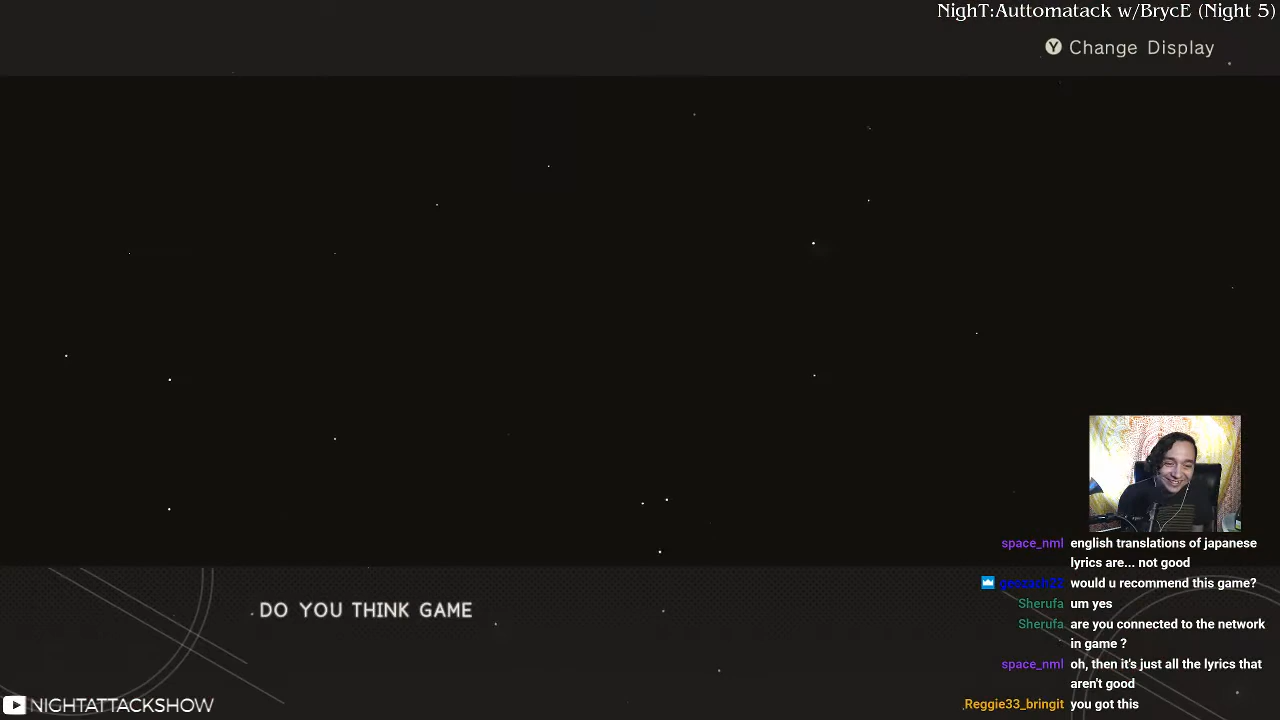 NighT:Auttomatack w/BrycE (Night 5)
Y Change Display
space_nml english translations of japanese
lyrics are... not good
geozach22 would u recommend this game?
Sherufa um yes
Sherufa are you connected to the network
in game ?
space_nml oh, then it's just all the lyrics that
aren't good
Reggie33_bringit you got this
DO YOU THINK GAME
NIGHTATTACKSHOW